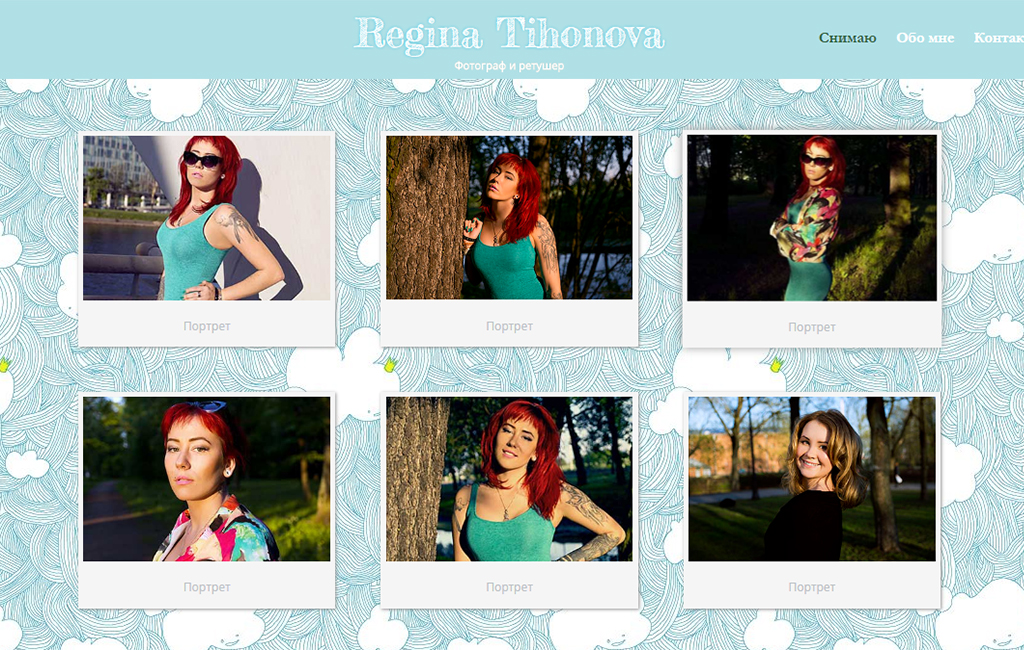 Regina Tihonova
Фотограф и ретушер
Снимаю Обо мне Контак
Портрет Портрет Портрет
Портрет Портрет Портрет